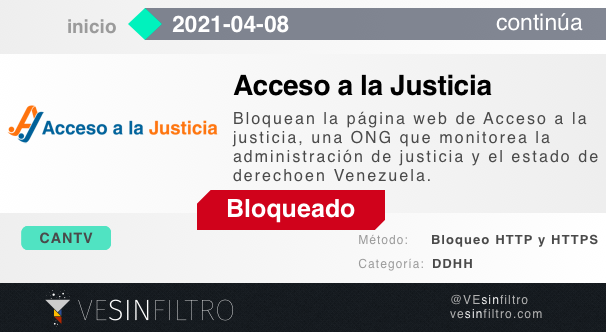 inicio 2021-04-08 continúa
Acceso a la Justicia
Acceso a la Justicia
Bloquean la página web de Acceso a la
justicia, una ONG que monitorea la
administración de justicia y el estado de
derechoen Venezuela.
Bloqueado
CANTV
Método: Bloqueo HTTP y HTTPS
Categoría: DDHH
VESINFILTRO
@VEsinfiltro
vesinfiltro.com